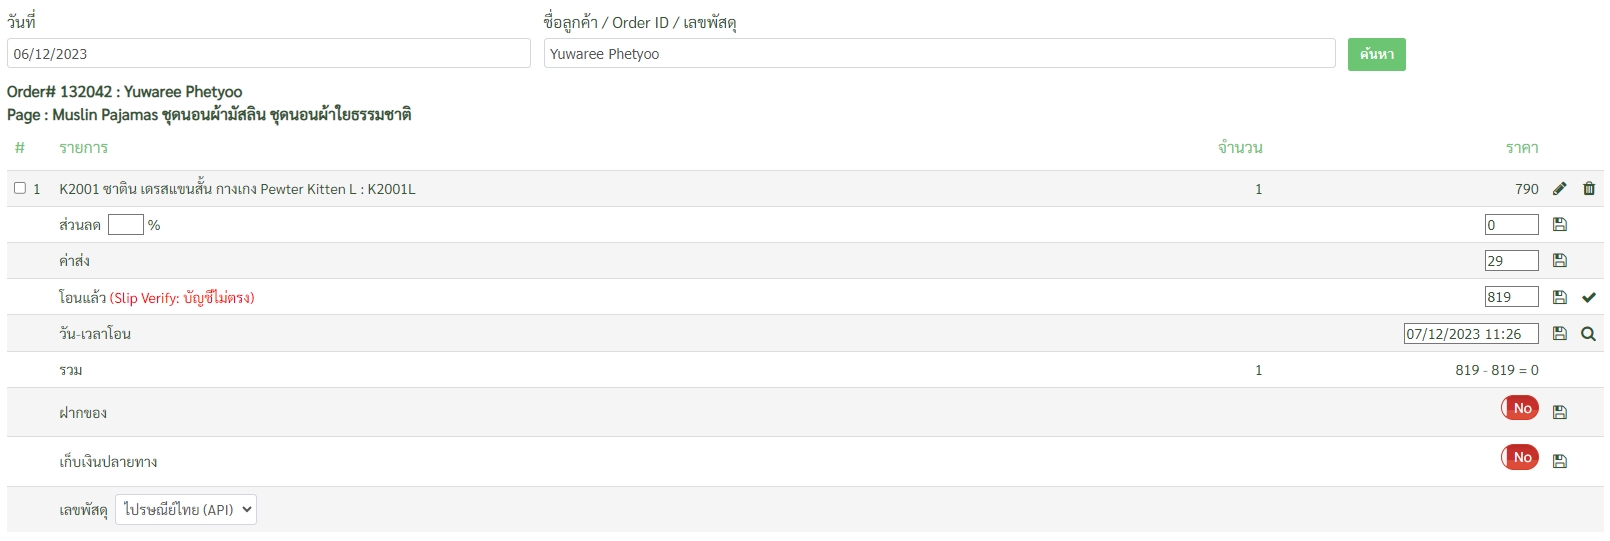 วันที่
ชื่อลูกค้า / Order ID / เลขพัสดุ
06/12/2023
Yuwaree Phetyoo
ค้นหา
Order# 132042 : Yuwaree Phetyoo
Page : Muslin Pajamas ชุดนอนผ้ามัสลิน ชุดนอนผ้าใยธรรมชาติ
# รายการ จำนวน ราคา
1 K2001 ซาติน เดรสแขนสั้น กางเกง Pewter Kitten L : K2001L 1 790
ส่วนลด % 0
ค่าส่ง 29
โอนแล้ว (Slip Verify: บัญชีไม่ตรง) 819
วัน-เวลาโอน 07/12/2023 11:26
รวม 1 819 - 819 = 0
ฝากของ No
เก็บเงินปลายทาง No
เลขพัสดุ ไปรษณีย์ไทย (API)